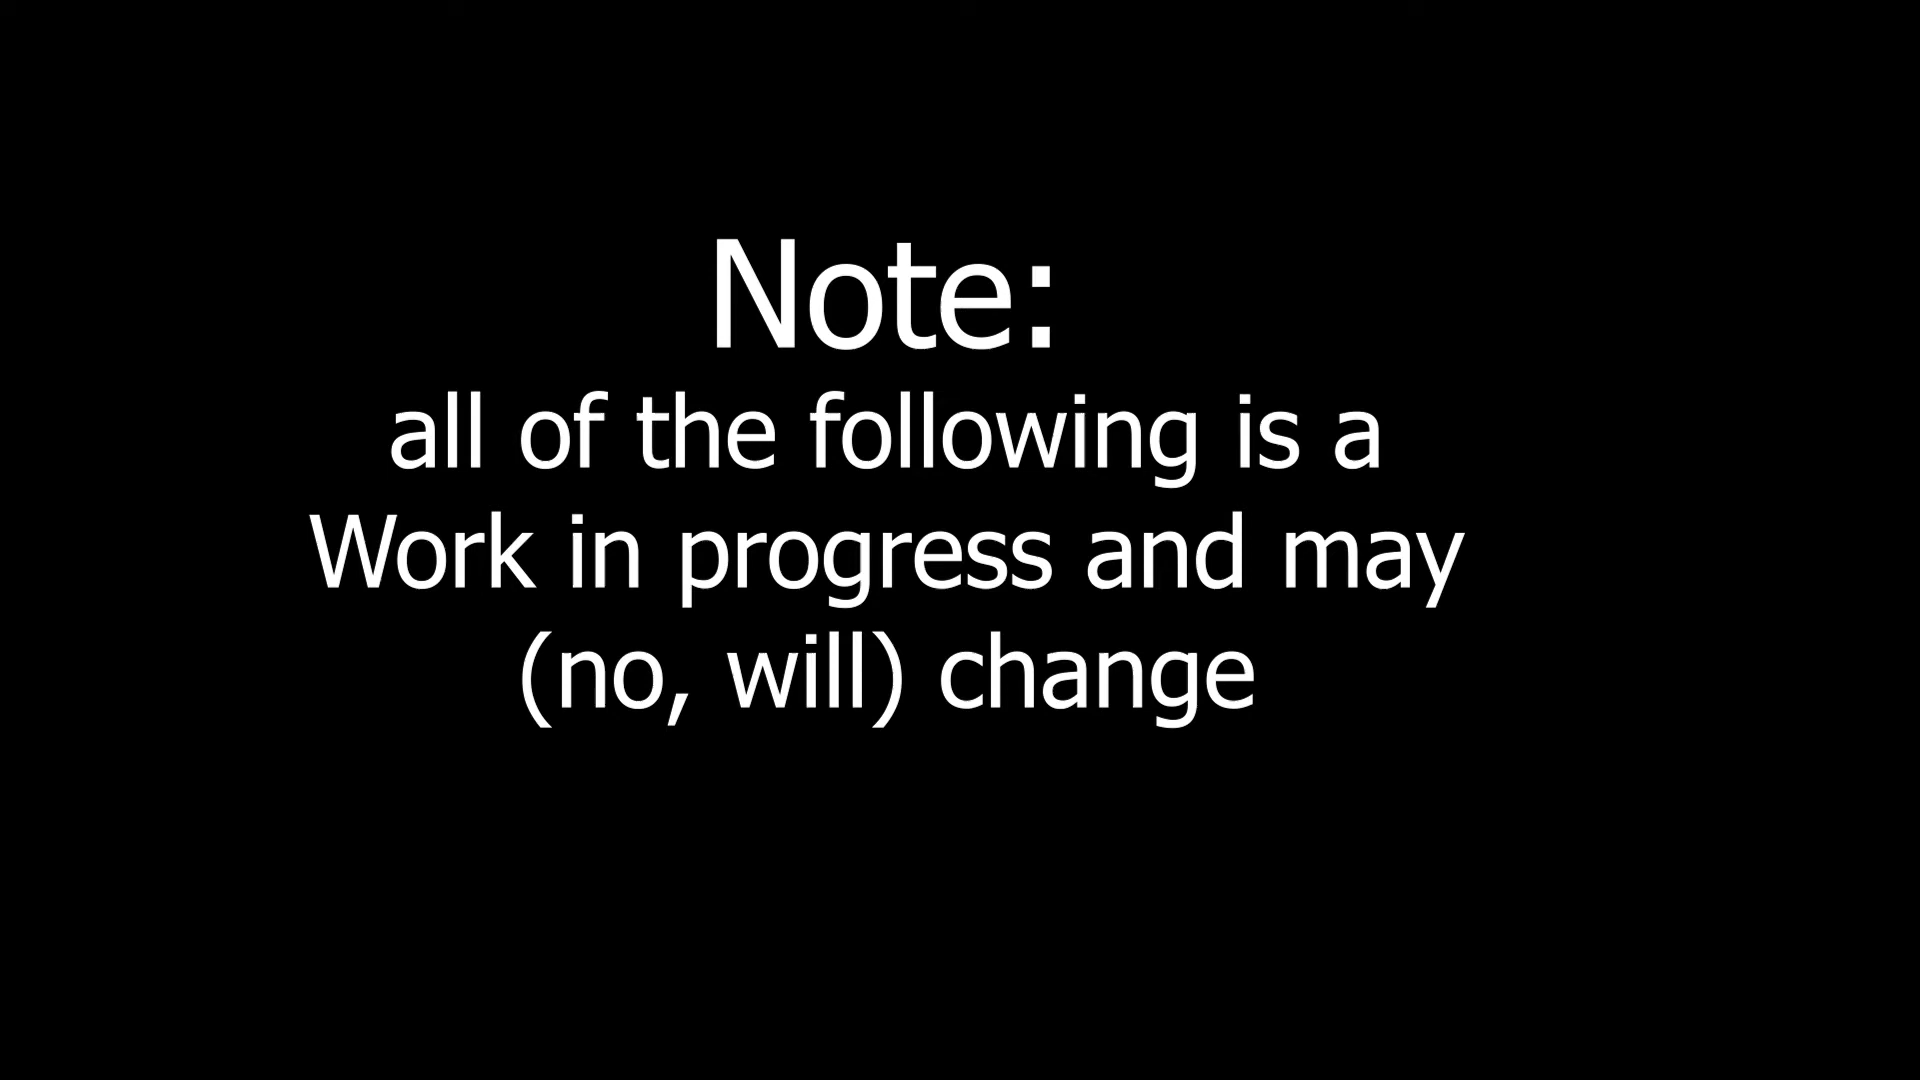 Note:
all of the following is a
Work in progress and may
(no, will) change